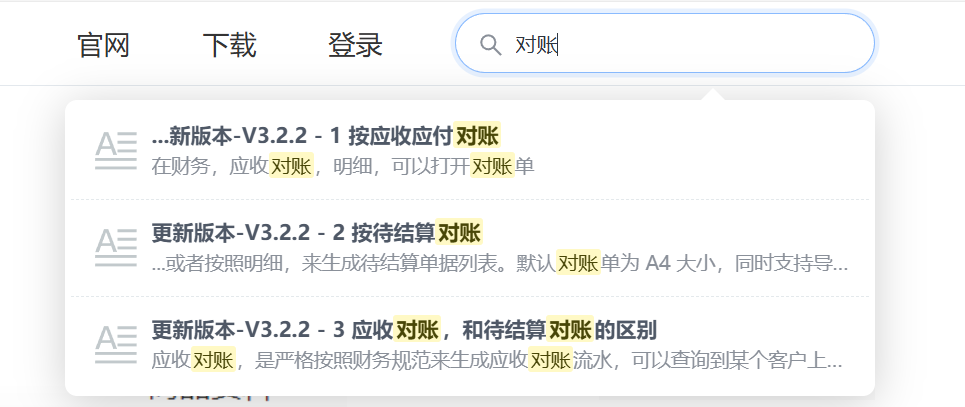 官网 下载 登录 对账
...新版本-V3.2.2 - 1 按应收应付对账
在财务，应收对账，明细，可以打开对账单
更新版本-V3.2.2 - 2 按待结算对账
...或者按照明细，来生成待结算单据列表。默认对账单为 A4 大小，同时支持导...
更新版本-V3.2.2 - 3 应收对账，和待结算对账的区别
应收对账，是严格按照财务规范来生成应收对账流水，可以查询到某个客户上...